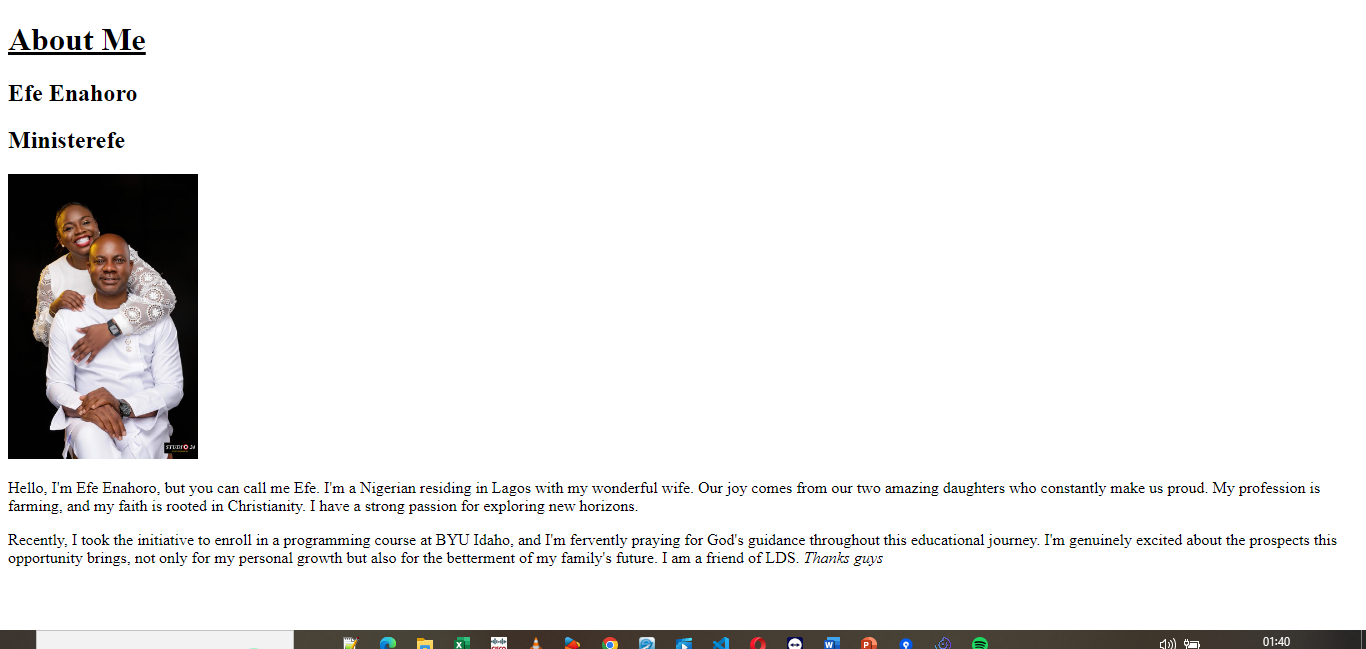 About Me
Efe Enahoro
Ministerefe
STUDIO 24
Hello, I'm Efe Enahoro, but you can call me Efe. I'm a Nigerian residing in Lagos with my wonderful wife. Our joy comes from our two amazing daughters who constantly make us proud. My profession is
farming, and my faith is rooted in Christianity. I have a strong passion for exploring new horizons.
Recently, I took the initiative to enroll in a programming course at BYU Idaho, and I'm fervently praying for God's guidance throughout this educational journey. I'm genuinely excited about the prospects this
opportunity brings, not only for my personal growth but also for the betterment of my family's future. I am a friend of LDS. Thanks guys
01:40